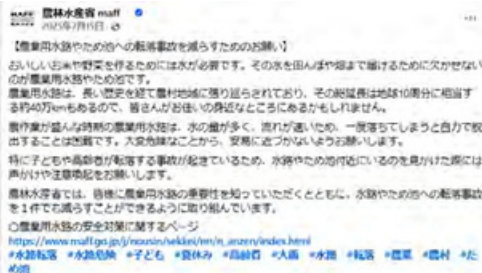 農林水産省 maff
2025年7月15日
【農業用水路やため池への転落事故を減らすためのお願い】
おいしいお米や野菜を作るためには水が必要です。その水を田んぼや畑まで届けるために欠かせない
のが農業用水路やため池です。
農業用水路は、長い歴史を経て農村地域に張り巡らされており、その総延長は地球10周分に相当す
る約40万kmもあるので、皆さんがお住いの身近なところにあるかもしれません。
農作業が盛んな時期の農業用水路は、水の量が多く、流れが速いため、一度落ちてしまうと自力で脱
出することは困難です。大変危険なことから、安易に近づかないようお願いします。
特に子どもや高齢者が転落する事故が起きているため、水路やため池付近にいるのを見かけた際には
声かけや注意喚起をお願いします。
農林水産省では、皆様に農業用水路の重要性を知っていただくとともに、水路やため池への転落事故
を1件でも減らすことができるように取り組んでいます。
○農業用水路の安全対策に関するページ
https://www.maff.go.jp/j/nousin/sekkei/nn/n_anzen/index.html
#水路転落 #水路危険 #子ども #夏休み #高齢者 #大雨 #水路 #転落 #農業 #農村 #た
め池